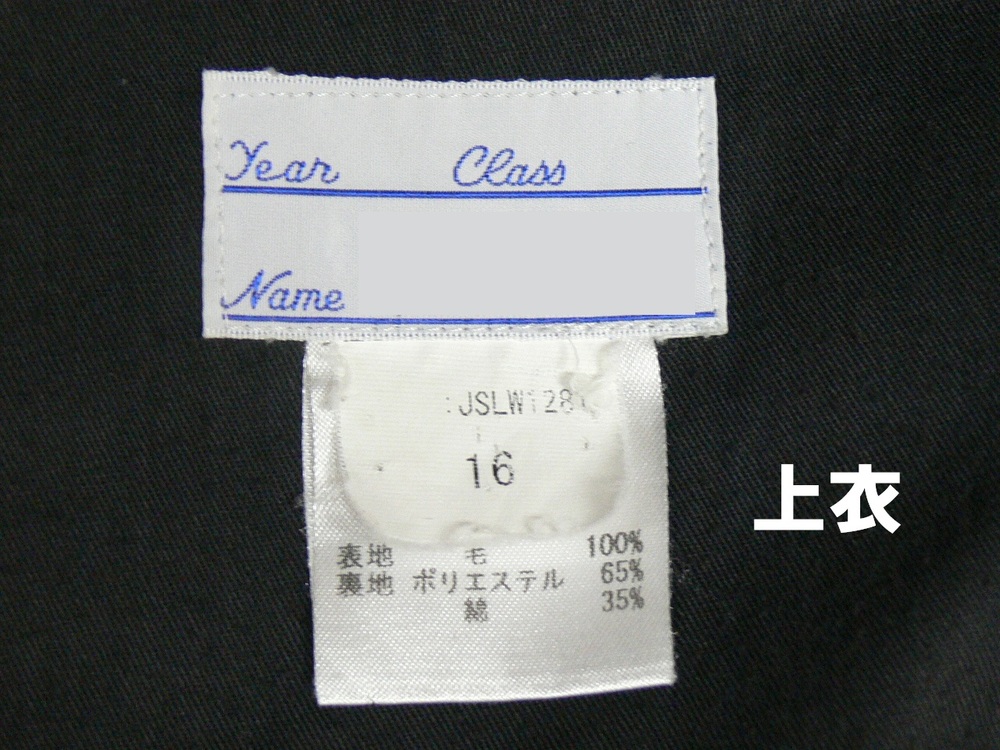 Year Class
Name
:JSLW128
16
表地 毛 100%
裏地 ポリエステル 65%
綿 35%
上衣